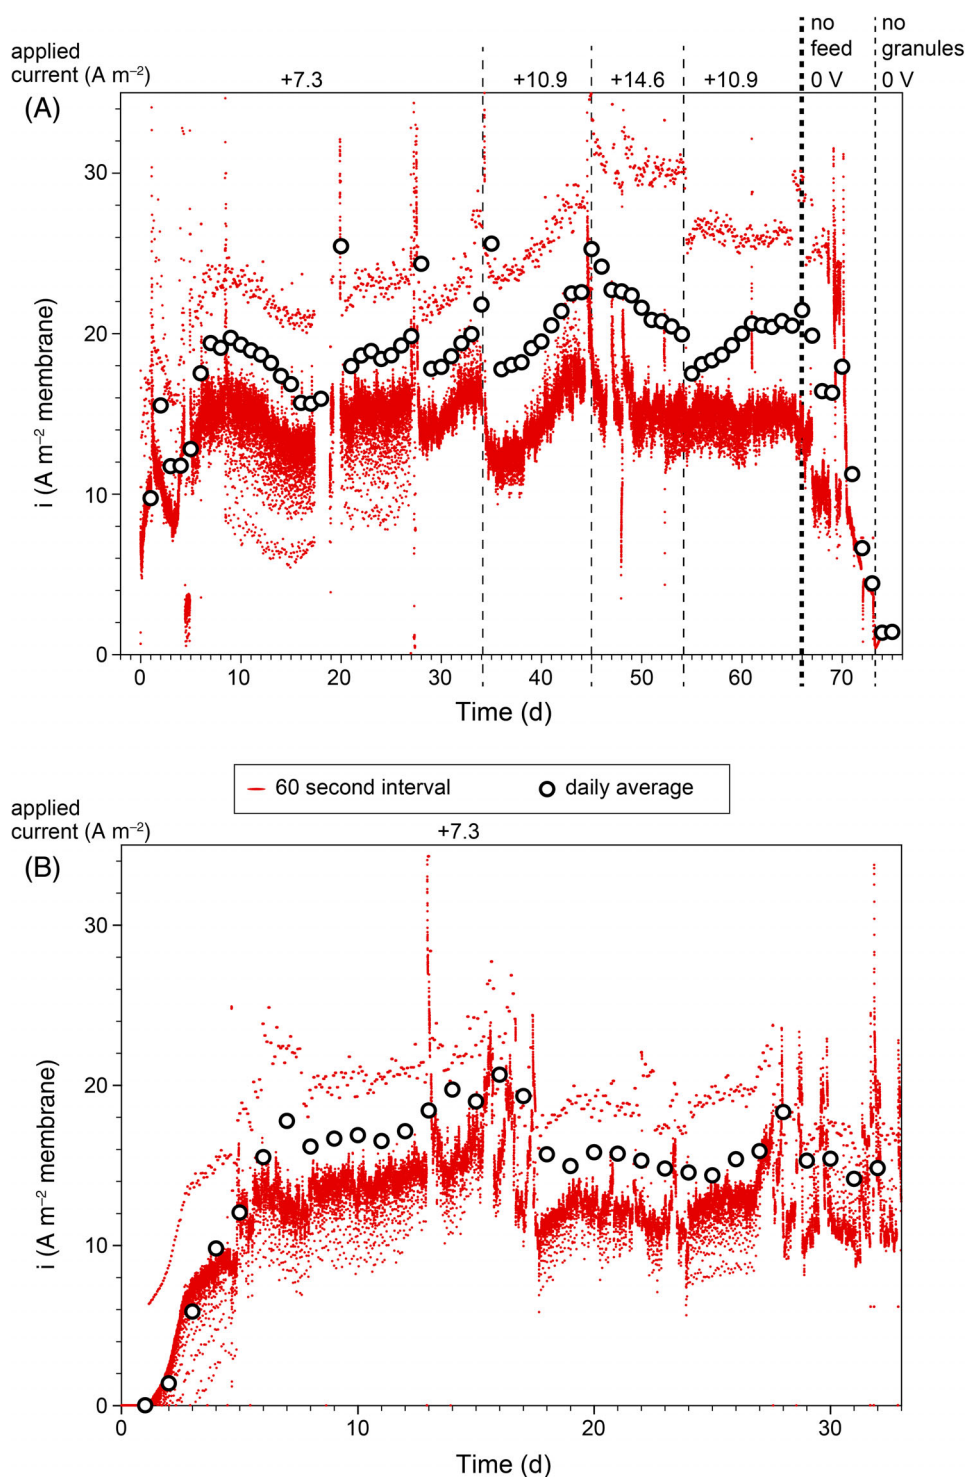 applied
current (A m⁻²)
+7.3
+10.9
+14.6
+10.9
no
feed
0 V
no
granules
0 V
(A)
30
20
10
0
i (A m⁻² membrane)
0 10 20 30 40 50 60 70
Time (d)
60 second interval
daily average
applied
current (A m⁻²)
+7.3
(B)
30
20
10
0
i (A m⁻² membrane)
0 10 20 30
Time (d)